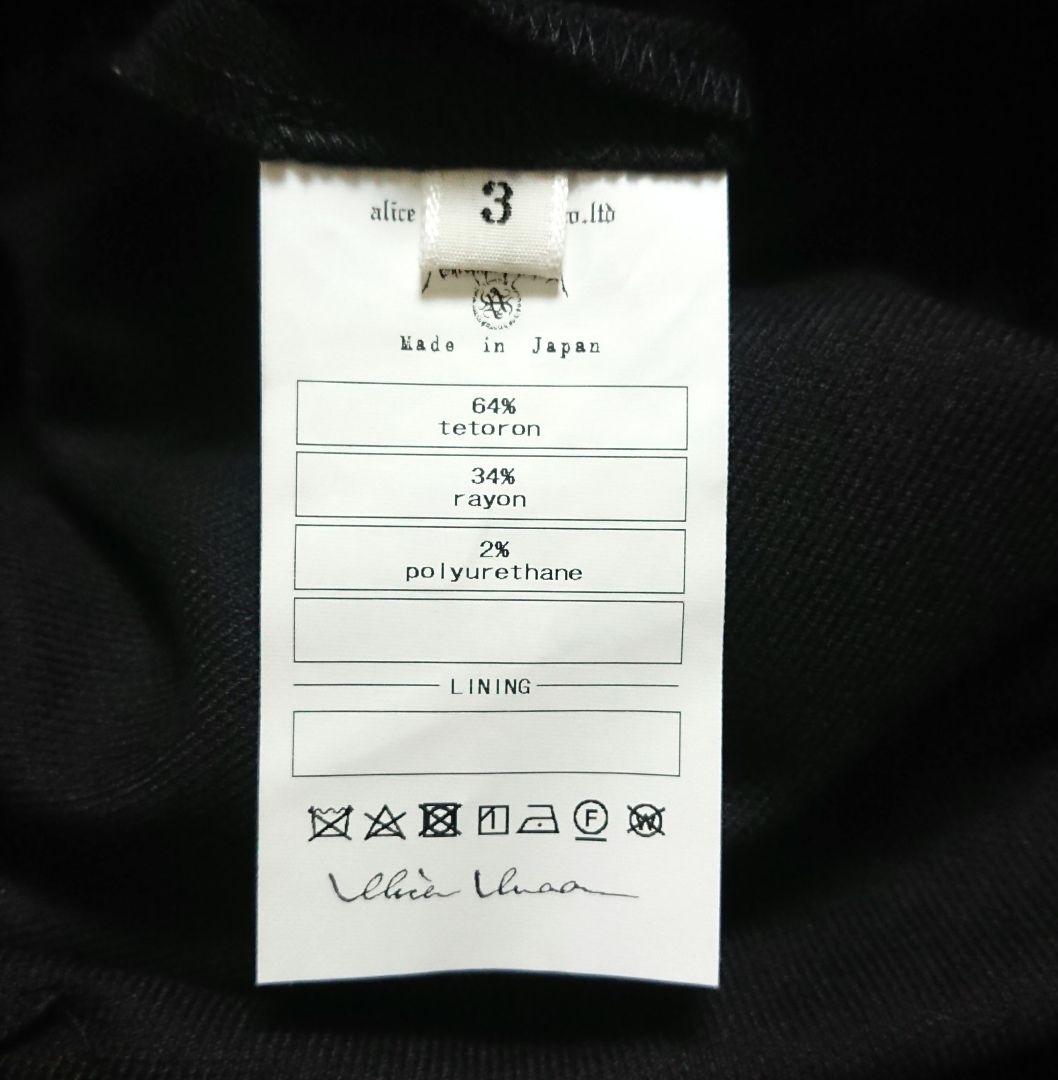 3
alice
o.ltd
Made in Japan
64%
tetoron
34%
rayon
2%
polyurethane
LINING
F
W